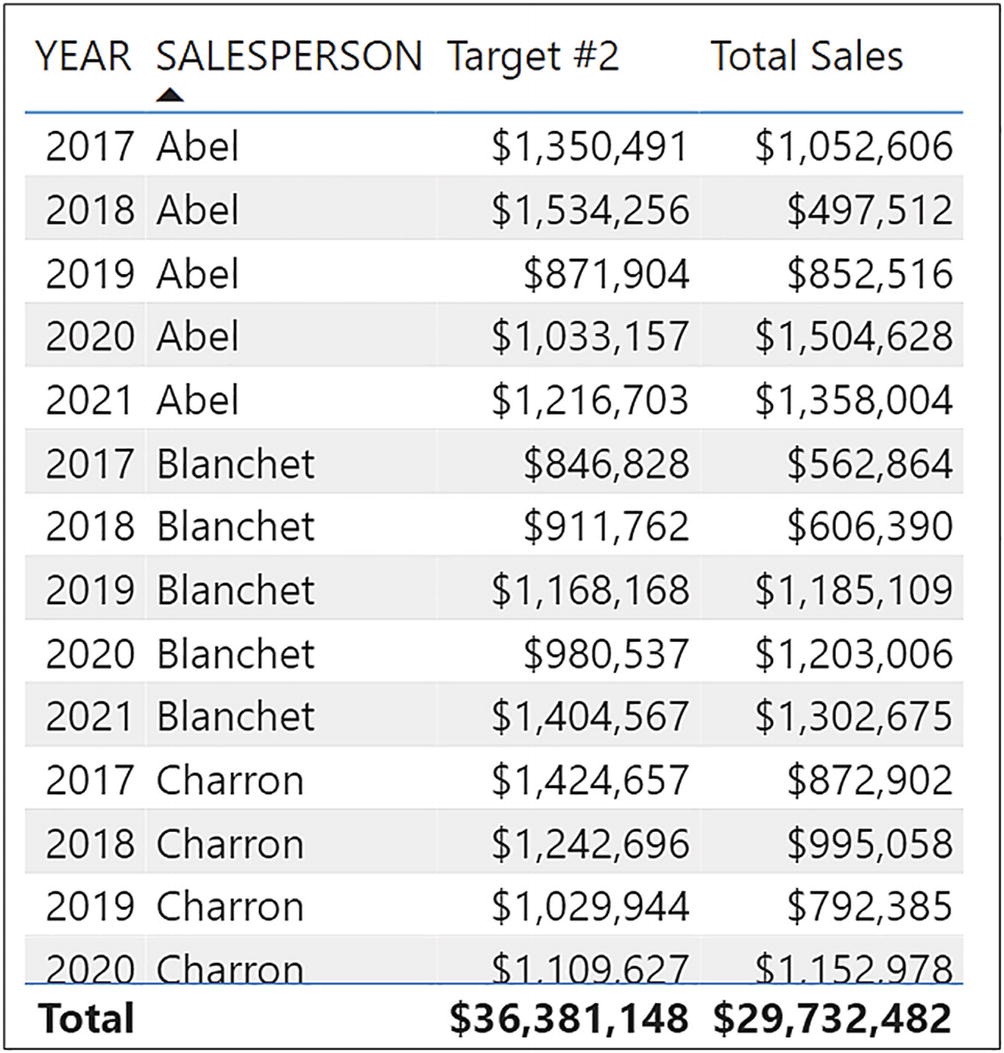 YEAR SALESPERSON Target #2 Total Sales
2017 Abel $1,350,491 $1,052,606
2018 Abel $1,534,256 $497,512
2019 Abel $871,904 $852,516
2020 Abel $1,033,157 $1,504,628
2021 Abel $1,216,703 $1,358,004
2017 Blanchet $846,828 $562,864
2018 Blanchet $911,762 $606,390
2019 Blanchet $1,168,168 $1,185,109
2020 Blanchet $980,537 $1,203,006
2021 Blanchet $1,404,567 $1,302,675
2017 Charron $1,424,657 $872,902
2018 Charron $1,242,696 $995,058
2019 Charron $1,029,944 $792,385
2020 Charron $1,109,627 $1,152,978
Total $36,381,148 $29,732,482